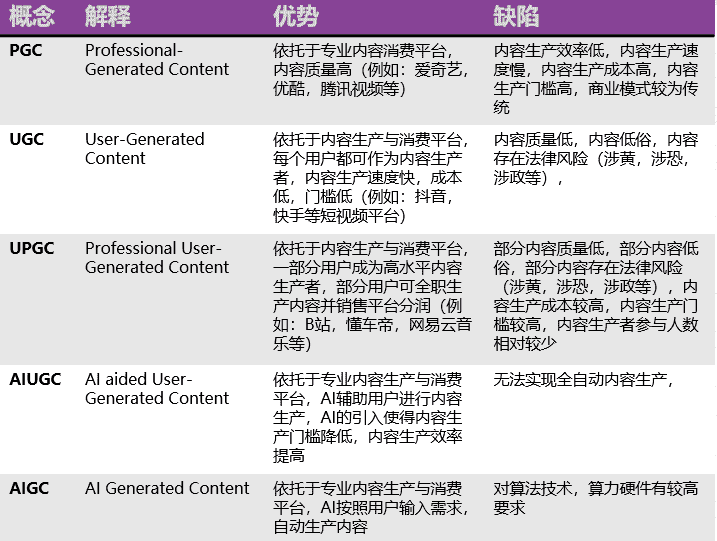 概念 解释 优势 缺陷
PGC Professional-
Generated Content
依托于专业内容消费平台，
内容质量高（例如：爱奇艺，
优酷，腾讯视频等）
内容生产效率低，内容生产速
度慢，内容生产成本高，内容
生产门槛高，商业模式较为传
统
UGC User-Generated
Content
依托于内容生产与消费平台，
每个用户都可作为内容生产
者，内容生产速度快，成本
低，门槛低（例如：抖音，
快手等短视频平台）
内容质量低，内容低俗，内容
存在法律风险（涉黄，涉恐，
涉政等），
UPGC Professional User-
Generated Content
依托于内容生产与消费平台，
一部分用户成为高水平内容
生产者，部分用户可全职生
产内容并销售平台分润（例
如：B站，懂车帝，网易云音
乐等）
部分内容质量低，部分内容低
俗，部分内容存在法律风险
（涉黄，涉恐，涉政等），内
容生产成本较高，内容生产门
槛较高，内容生产者参与人数
相对较少
AIUGC AI aided User-
Generated Content
依托于专业内容生产与消费
平台，AI辅助用户进行内容
生产，AI的引入使得内容生
产门槛降低，内容生产效率
提高
无法实现全自动内容生产，
AIGC AI Generated Content
依托于专业内容生产与消费
平台，AI按照用户输入需求，
自动生产内容
对算法技术，算力硬件有较高
要求